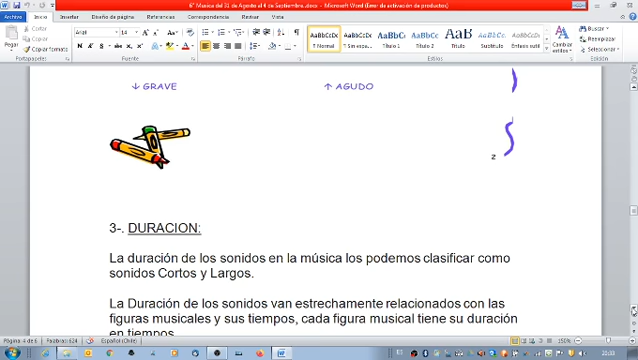 6° Musica del 31 de Agosto al 4 de Septiembre.docx - Microsoft Word (Error de activación de productos)
Archivo Inicio Insertar Diseño de página Referencias Correspondencia Revisar Vista
Pegar Cortar Copiar Copiar formato
Arial 14
AaBbCcDc AaBbCcDc AaBbC AaBbCc AaB AaBbCc AaBbCcDc
¶ Normal ¶ Sin espa... Título 1 Título 2 Título Subtítulo Énfasis sutil
Cambiar estilos
Buscar
Reemplazar
Seleccionar
Portapapeles Fuente Párrafo Estilos Edición
↓ GRAVE ↑ AGUDO
z
3-. DURACION:
La duración de los sonidos en la música los podemos clasificar como
sonidos Cortos y Largos.
La Duración de los sonidos van estrechamente relacionados con las
figuras musicales y sus tiempos, cada figura musical tiene su duración
en tiempos
Página: 4 de 6 Palabras: 624 Español (Chile) 150%
ES 20:03